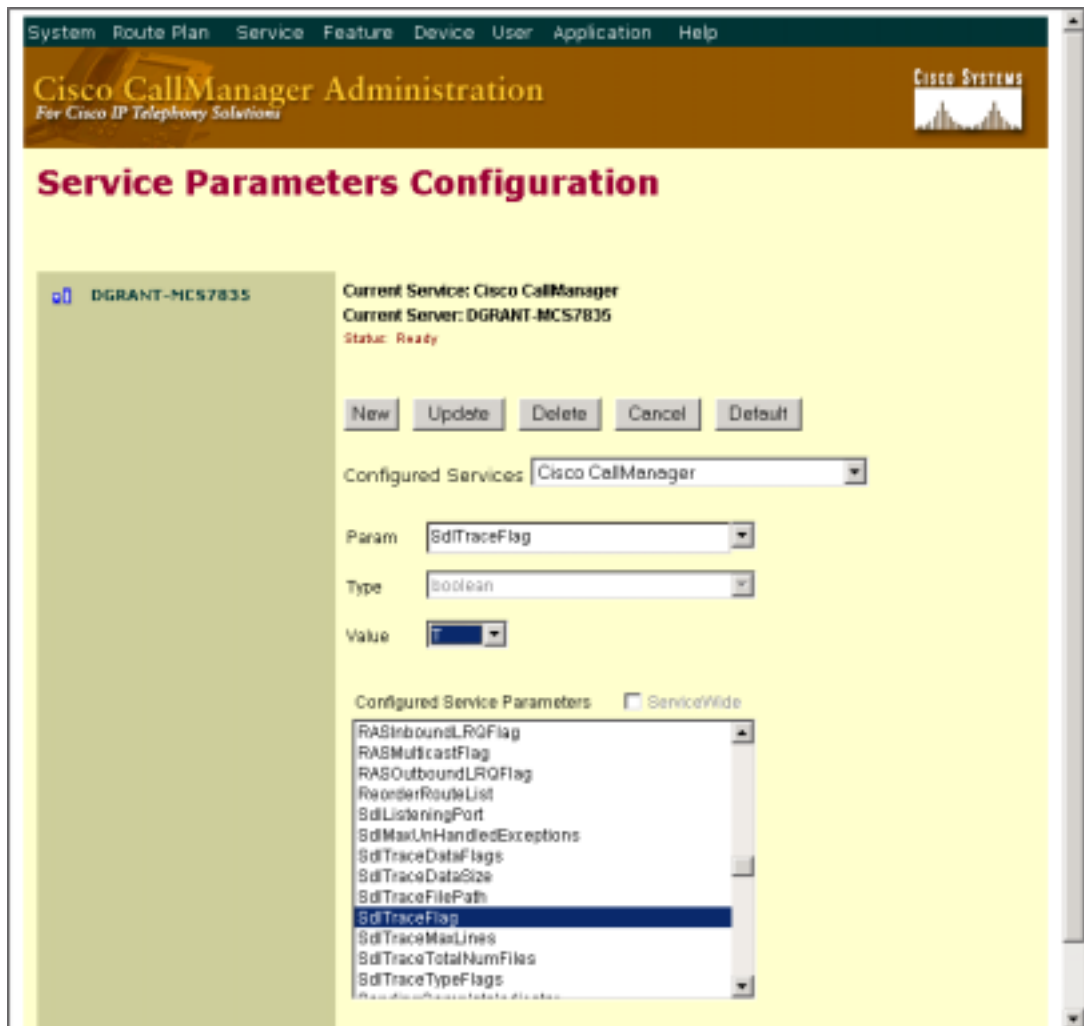 System Route Plan Service Feature Device User Application Help
Cisco CallManager Administration
For Cisco IP Telephony Solutions
CISCO SYSTEMS
Service Parameters Configuration
DGRANT-MCS7835
Current Service: Cisco CallManager
Current Server: DGRANT-MCS7835
Status: Ready
New Update Delete Cancel Default
Configured Services Cisco CallManager
Param SdlTraceFlag
Type boolean
Value T
Configured Service Parameters ServiceWide
RASInboundLRQFlag
RASMulticastFlag
RASOutboundLRQFlag
ReorderRouteList
SdlListeningPort
SdlMaxUnHandledExceptions
SdlTraceDataFlags
SdlTraceDataSize
SdlTraceFilePath
SdlTraceFlag
SdlTraceMaxLines
SdlTraceTotalNumFiles
SdlTraceTypeFlags